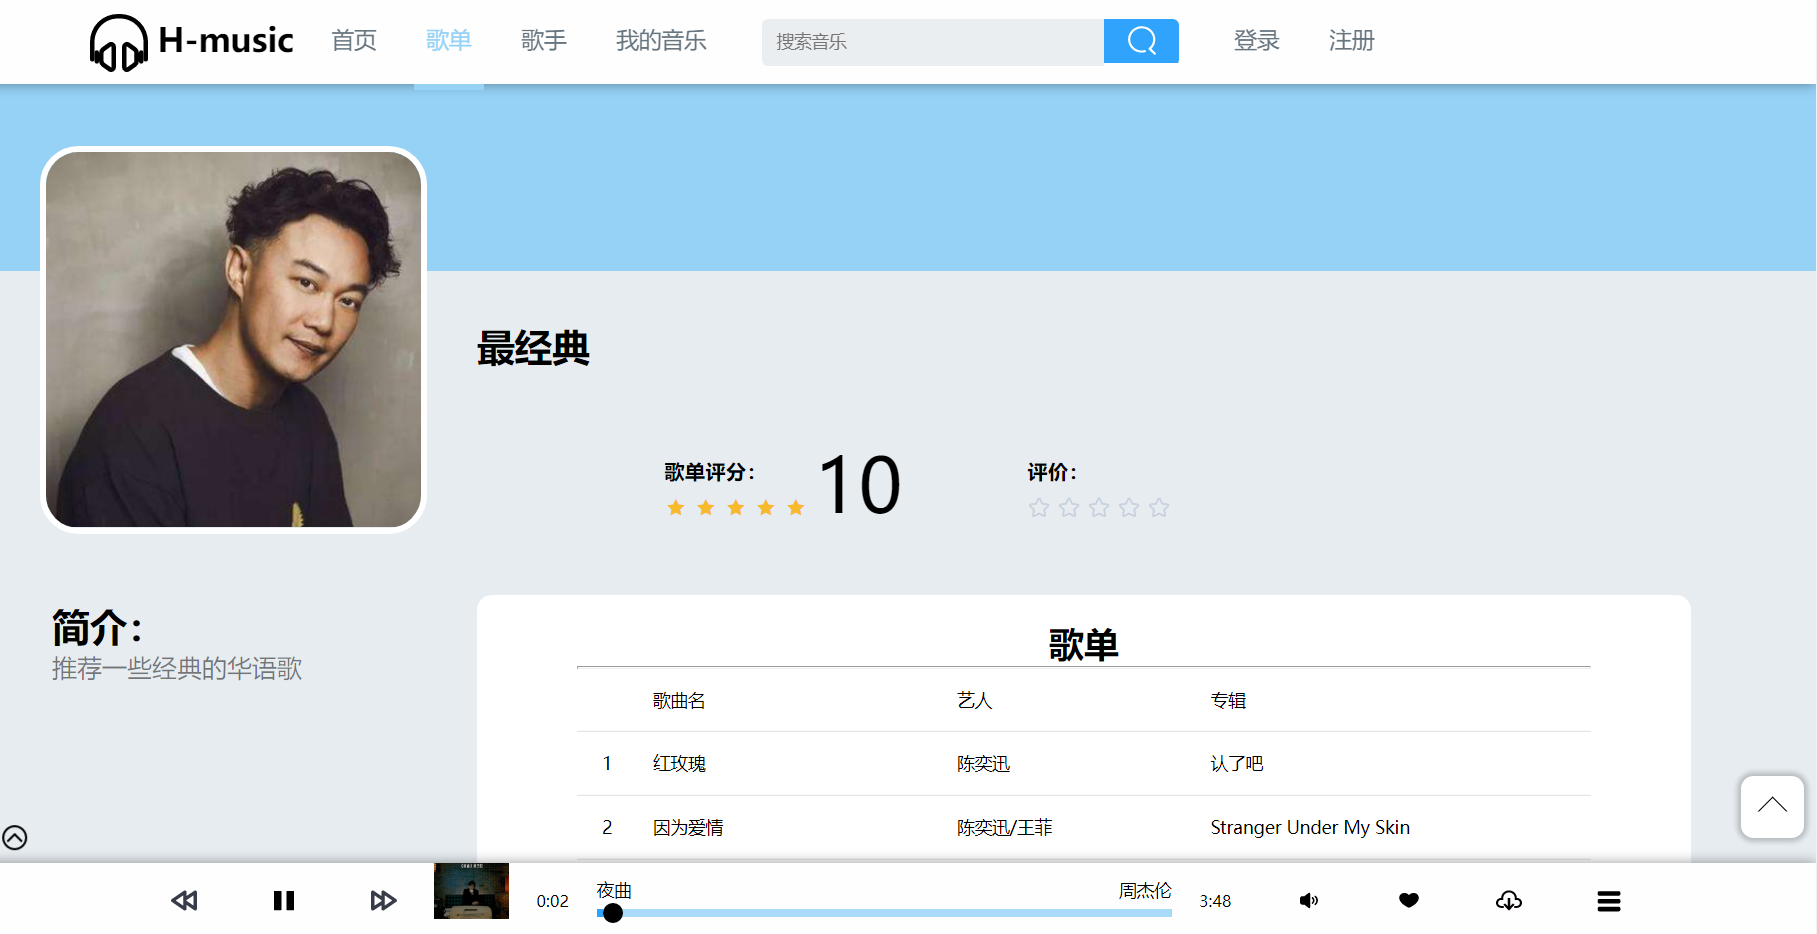 H-music 首页 歌单 歌手 我的音乐 搜索音乐 登录 注册
最经典
歌单评分： 10 评价：
简介：
推荐一些经典的华语歌
歌单
歌曲名 艺人 专辑
1 红玫瑰 陈奕迅 认了吧
2 因为爱情 陈奕迅/王菲 Stranger Under My Skin
0:02 夜曲 周杰伦 3:48